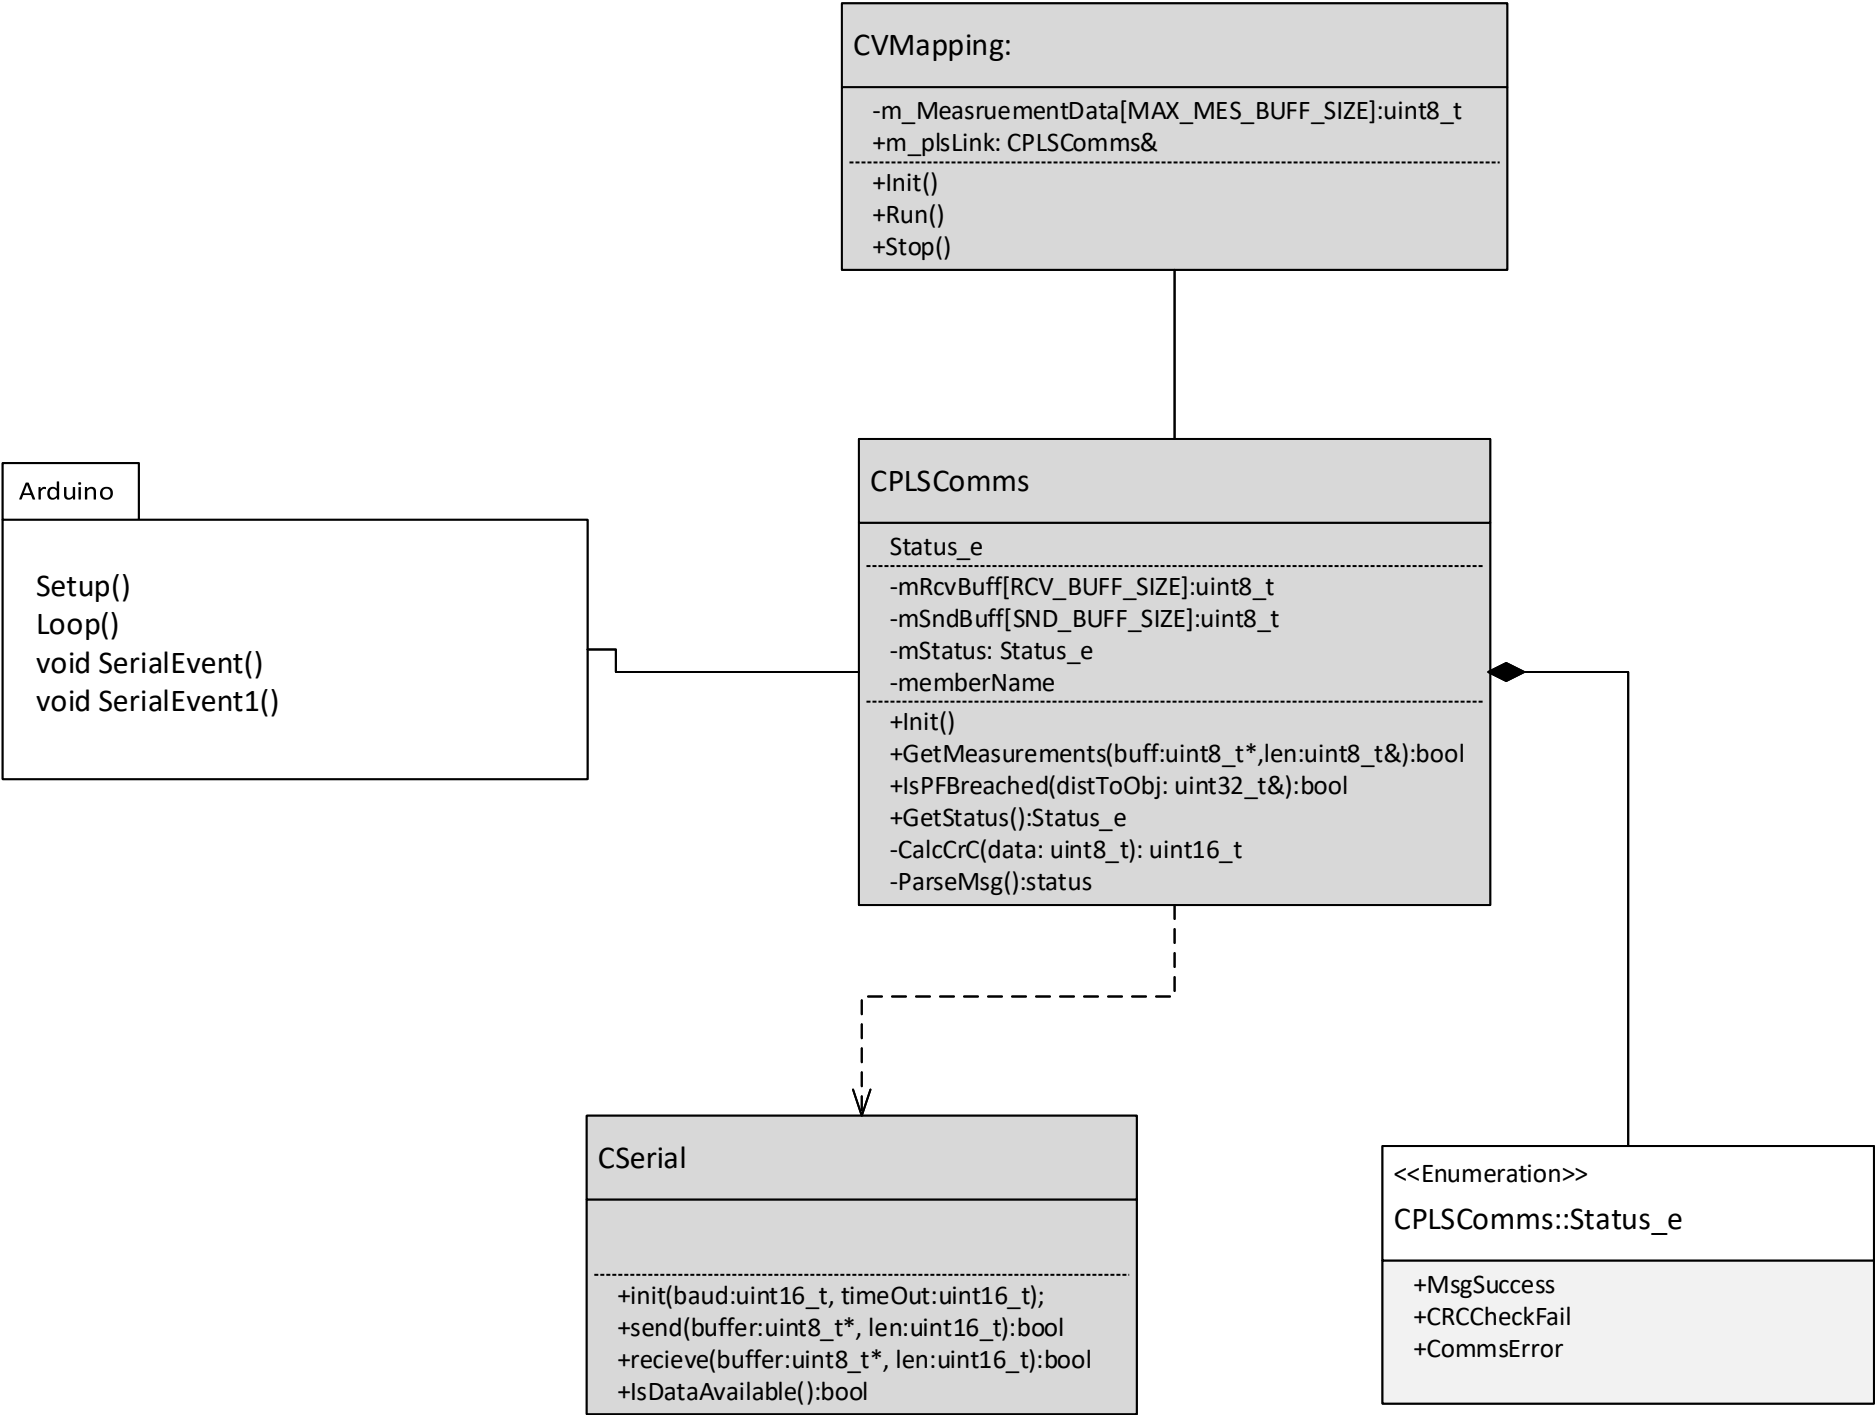 CVMapping:
-m_MeasruementData[MAX_MES_BUFF_SIZE]:uint8_t
+m_plsLink: CPLSComms&
+Init()
+Run()
+Stop()
Arduino
Setup()
Loop()
void SerialEvent()
void SerialEvent1()
CPLSComms
Status_e
-mRcvBuff[RCV_BUFF_SIZE]:uint8_t
-mSndBuff[SND_BUFF_SIZE]:uint8_t
-mStatus: Status_e
-memberName
+Init()
+GetMeasurements(buff:uint8_t*,len:uint8_t&):bool
+IsPFBreached(distToObj: uint32_t&):bool
+GetStatus():Status_e
-CalcCrC(data: uint8_t): uint16_t
-ParseMsg():status
CSerial
+init(baud:uint16_t, timeOut:uint16_t);
+send(buffer:uint8_t*, len:uint16_t):bool
+recieve(buffer:uint8_t*, len:uint16_t):bool
+IsDataAvailable():bool
<<Enumeration>>
CPLSComms::Status_e
+MsgSuccess
+CRCCheckFail
+CommsError